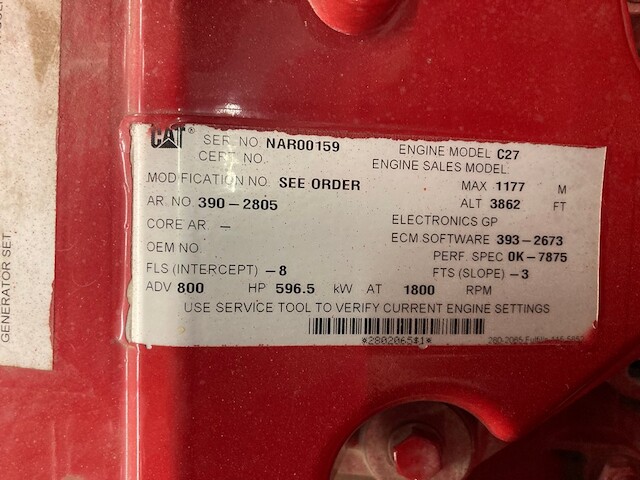 CAT®
SER. NO. NAR00159 ENGINE MODEL C27
CERT. NO. ENGINE SALES MODEL:
MODIFICATION NO. SEE ORDER MAX 1177 M
AR. NO. 390-2805 ALT 3862 FT
CORE AR. - ELECTRONICS GP
OEM NO. ECM SOFTWARE 393-2673
PERF. SPEC 0K-7875
FLS (INTERCEPT) -8 FTS (SLOPE) -3
ADV 800 HP 596.5 kW AT 1800 RPM
USE SERVICE TOOL TO VERIFY CURRENT ENGINE SETTINGS
*2802065#1*
280-2065
GENERATOR SET,